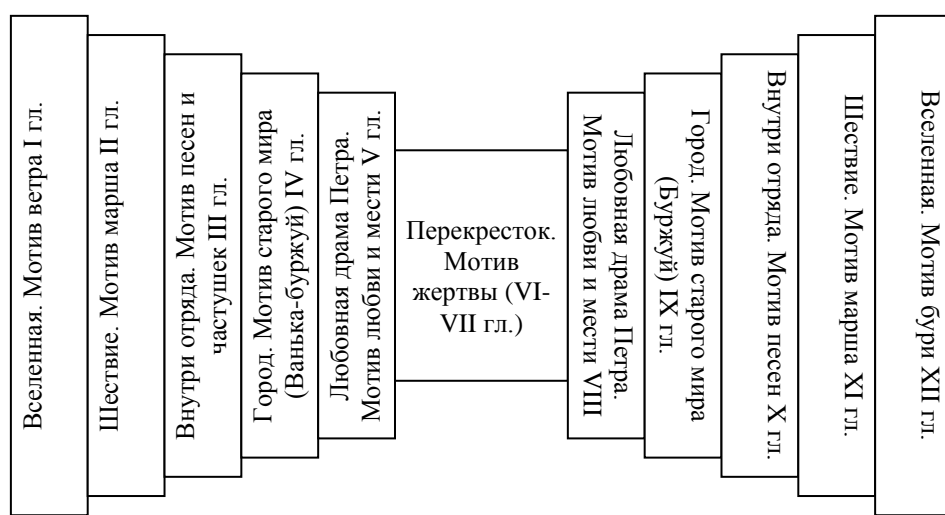 Вселенная. Мотив ветра I гл.
Шествие. Мотив марша II гл.
Внутри отряда. Мотив песен и
частушек III гл.
Город. Мотив старого мира
(Ванька-буржуй) IV гл.
Любовная драма Петра.
Мотив любви и мести V гл.
Перекресток.
Мотив
жертвы (VI-
VII гл.)
Любовная драма Петра.
Мотив любви и мести VIII
Город. Мотив старого мира
(Буржуй) IX гл.
Внутри отряда. Мотив песен X гл.
Шествие. Мотив марша XI гл.
Вселенная. Мотив бури XII гл.